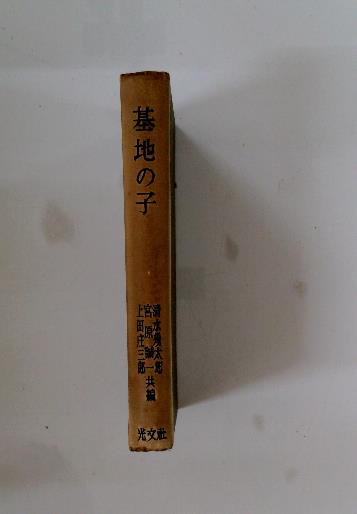 基地の子
清水幾太郎
宮原誠一
上田庄三郎
共編
光文社